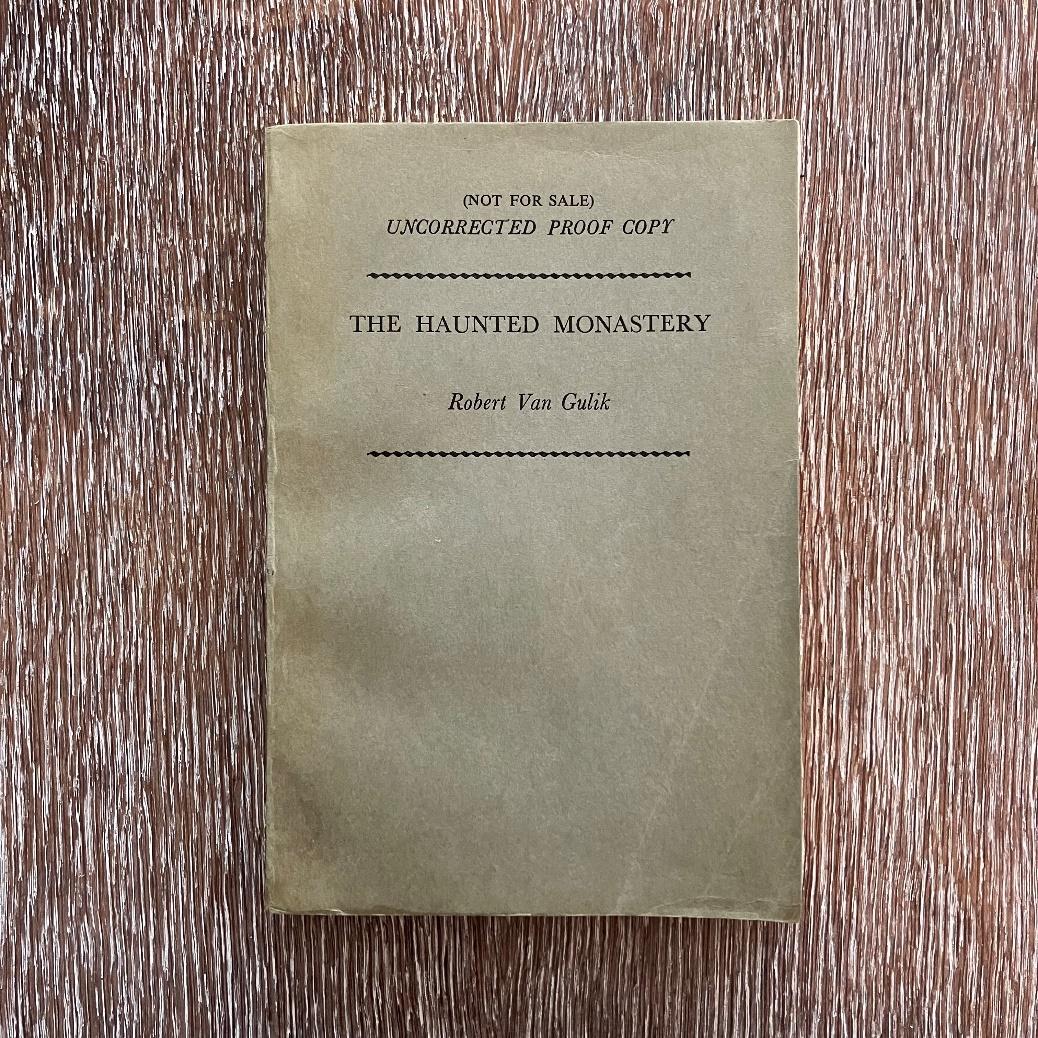 (NOT FOR SALE)
UNCORRECTED PROOF COPY
THE HAUNTED MONASTERY
Robert Van Gulik